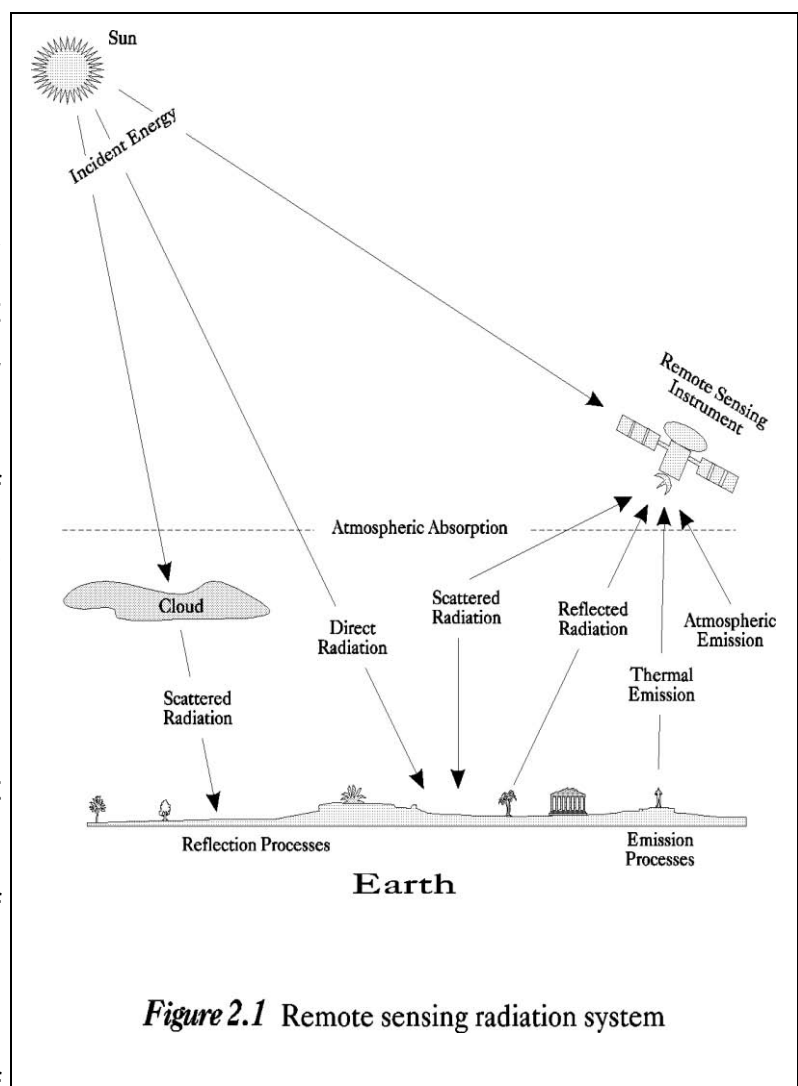 Sun
Incident Energy
Remote Sensing
Instrument
Atmospheric Absorption
Cloud
Direct
Radiation
Scattered
Radiation
Reflected
Radiation
Atmospheric
Emission
Thermal
Emission
Scattered
Radiation
Reflection Processes
Emission
Processes
Earth
Figure 2.1 Remote sensing radiation system